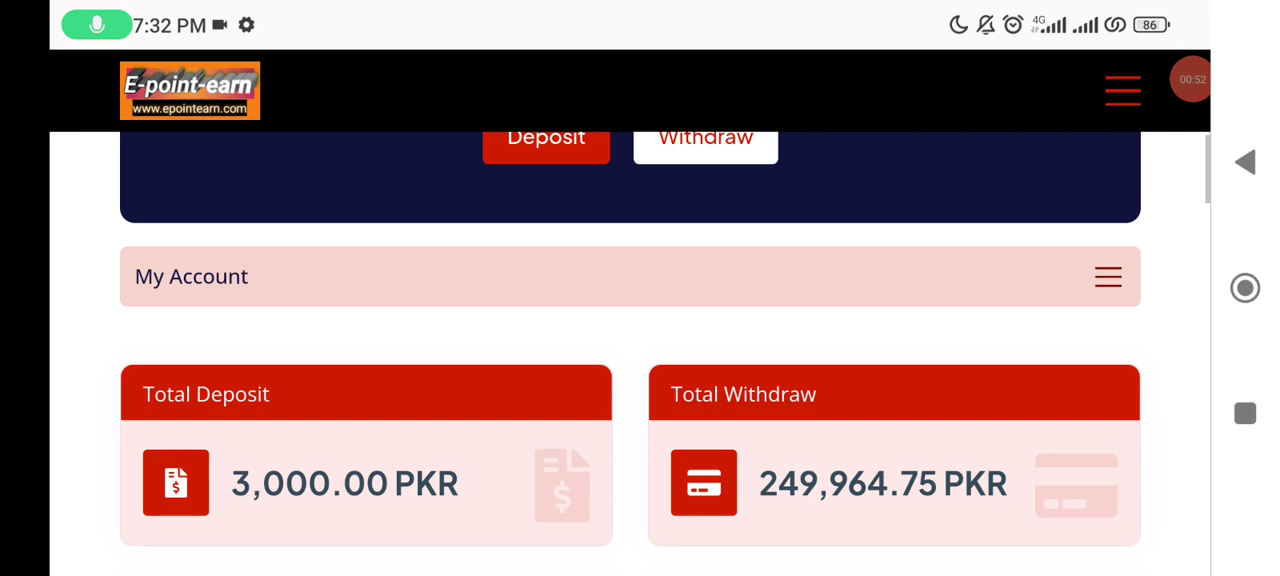 7:32 PM
4G
86
E-point-earn
www.epointearn.com
00:52
Deposit
Withdraw
My Account
Total Deposit
Total Withdraw
3,000.00 PKR
249,964.75 PKR